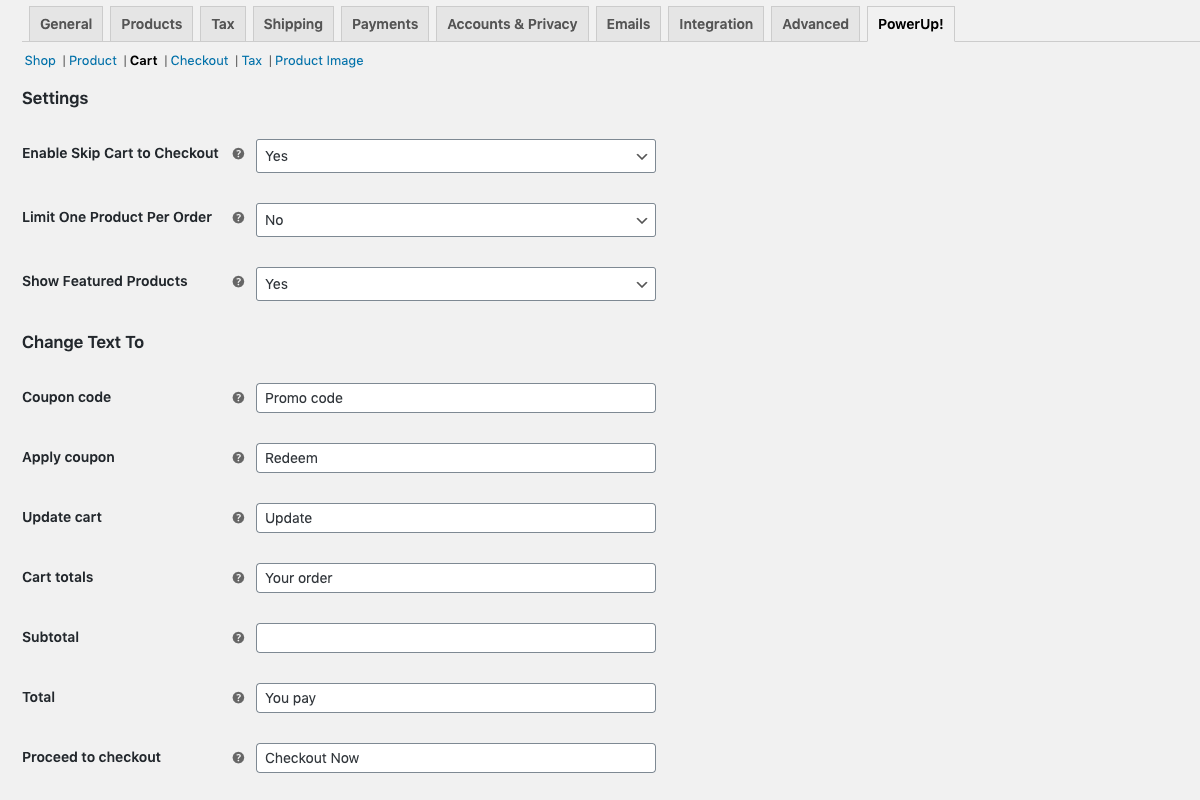 General Products Tax Shipping Payments Accounts & Privacy Emails Integration Advanced PowerUp!
Shop | Product | Cart | Checkout | Tax | Product Image
Settings
Enable Skip Cart to Checkout ? Yes
Limit One Product Per Order ? No
Show Featured Products ? Yes
Change Text To
Coupon code ? Promo code
Apply coupon ? Redeem
Update cart ? Update
Cart totals ? Your order
Subtotal ?
Total ? You pay
Proceed to checkout ? Checkout Now